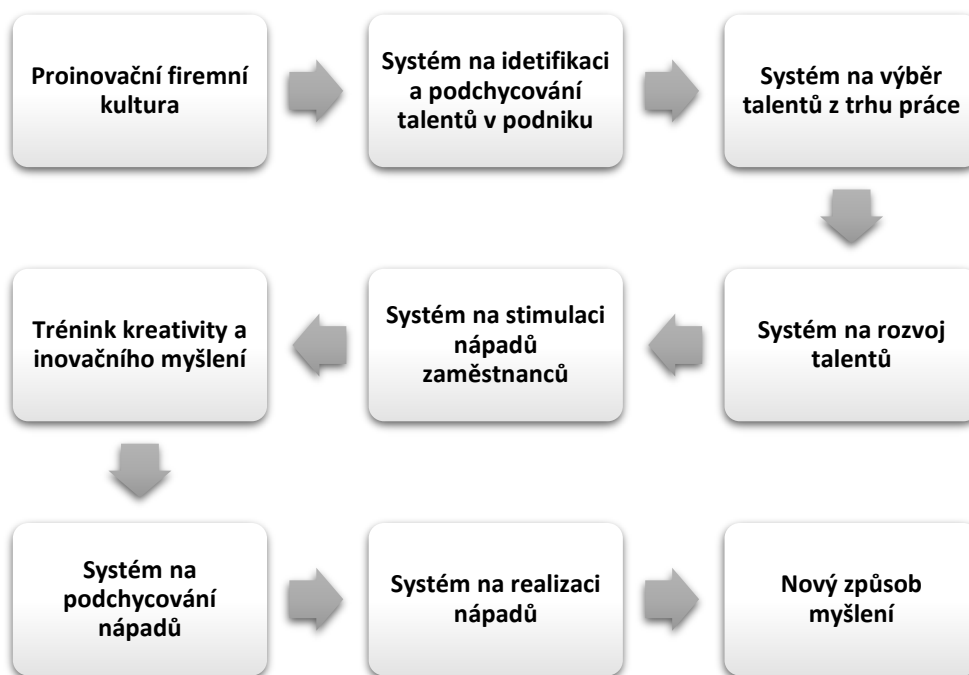 Proinovační firemní
kultura
Systém na idetifikaci
a podchycování
talentů v podniku
Systém na výběr
talentů z trhu práce
Systém na rozvoj
talentů
Systém na stimulaci
nápadů
zaměstnanců
Trénink kreativity a
inovačního myšlení
Systém na
podchycování
nápadů
Systém na realizaci
nápadů
Nový způsob
myšlení